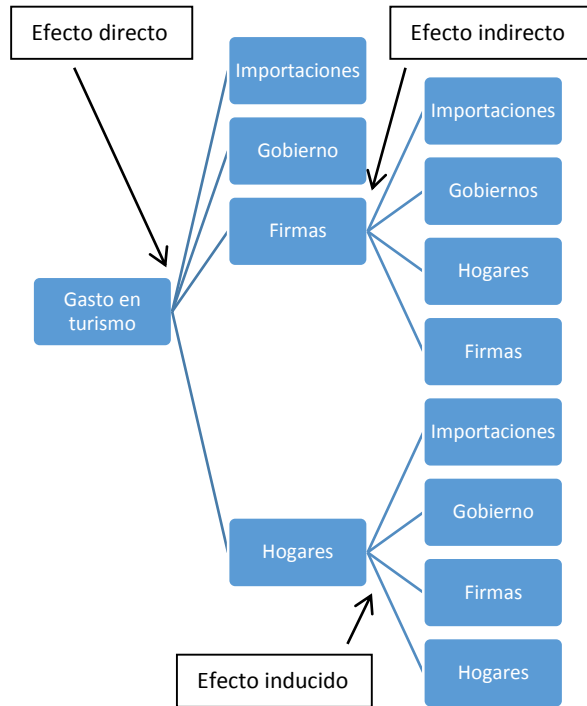 Efecto directo
Efecto indirecto
Importaciones
Gobierno
Firmas
Importaciones
Gobiernos
Hogares
Firmas
Gasto en
turismo
Hogares
Importaciones
Gobierno
Firmas
Hogares
Efecto inducido